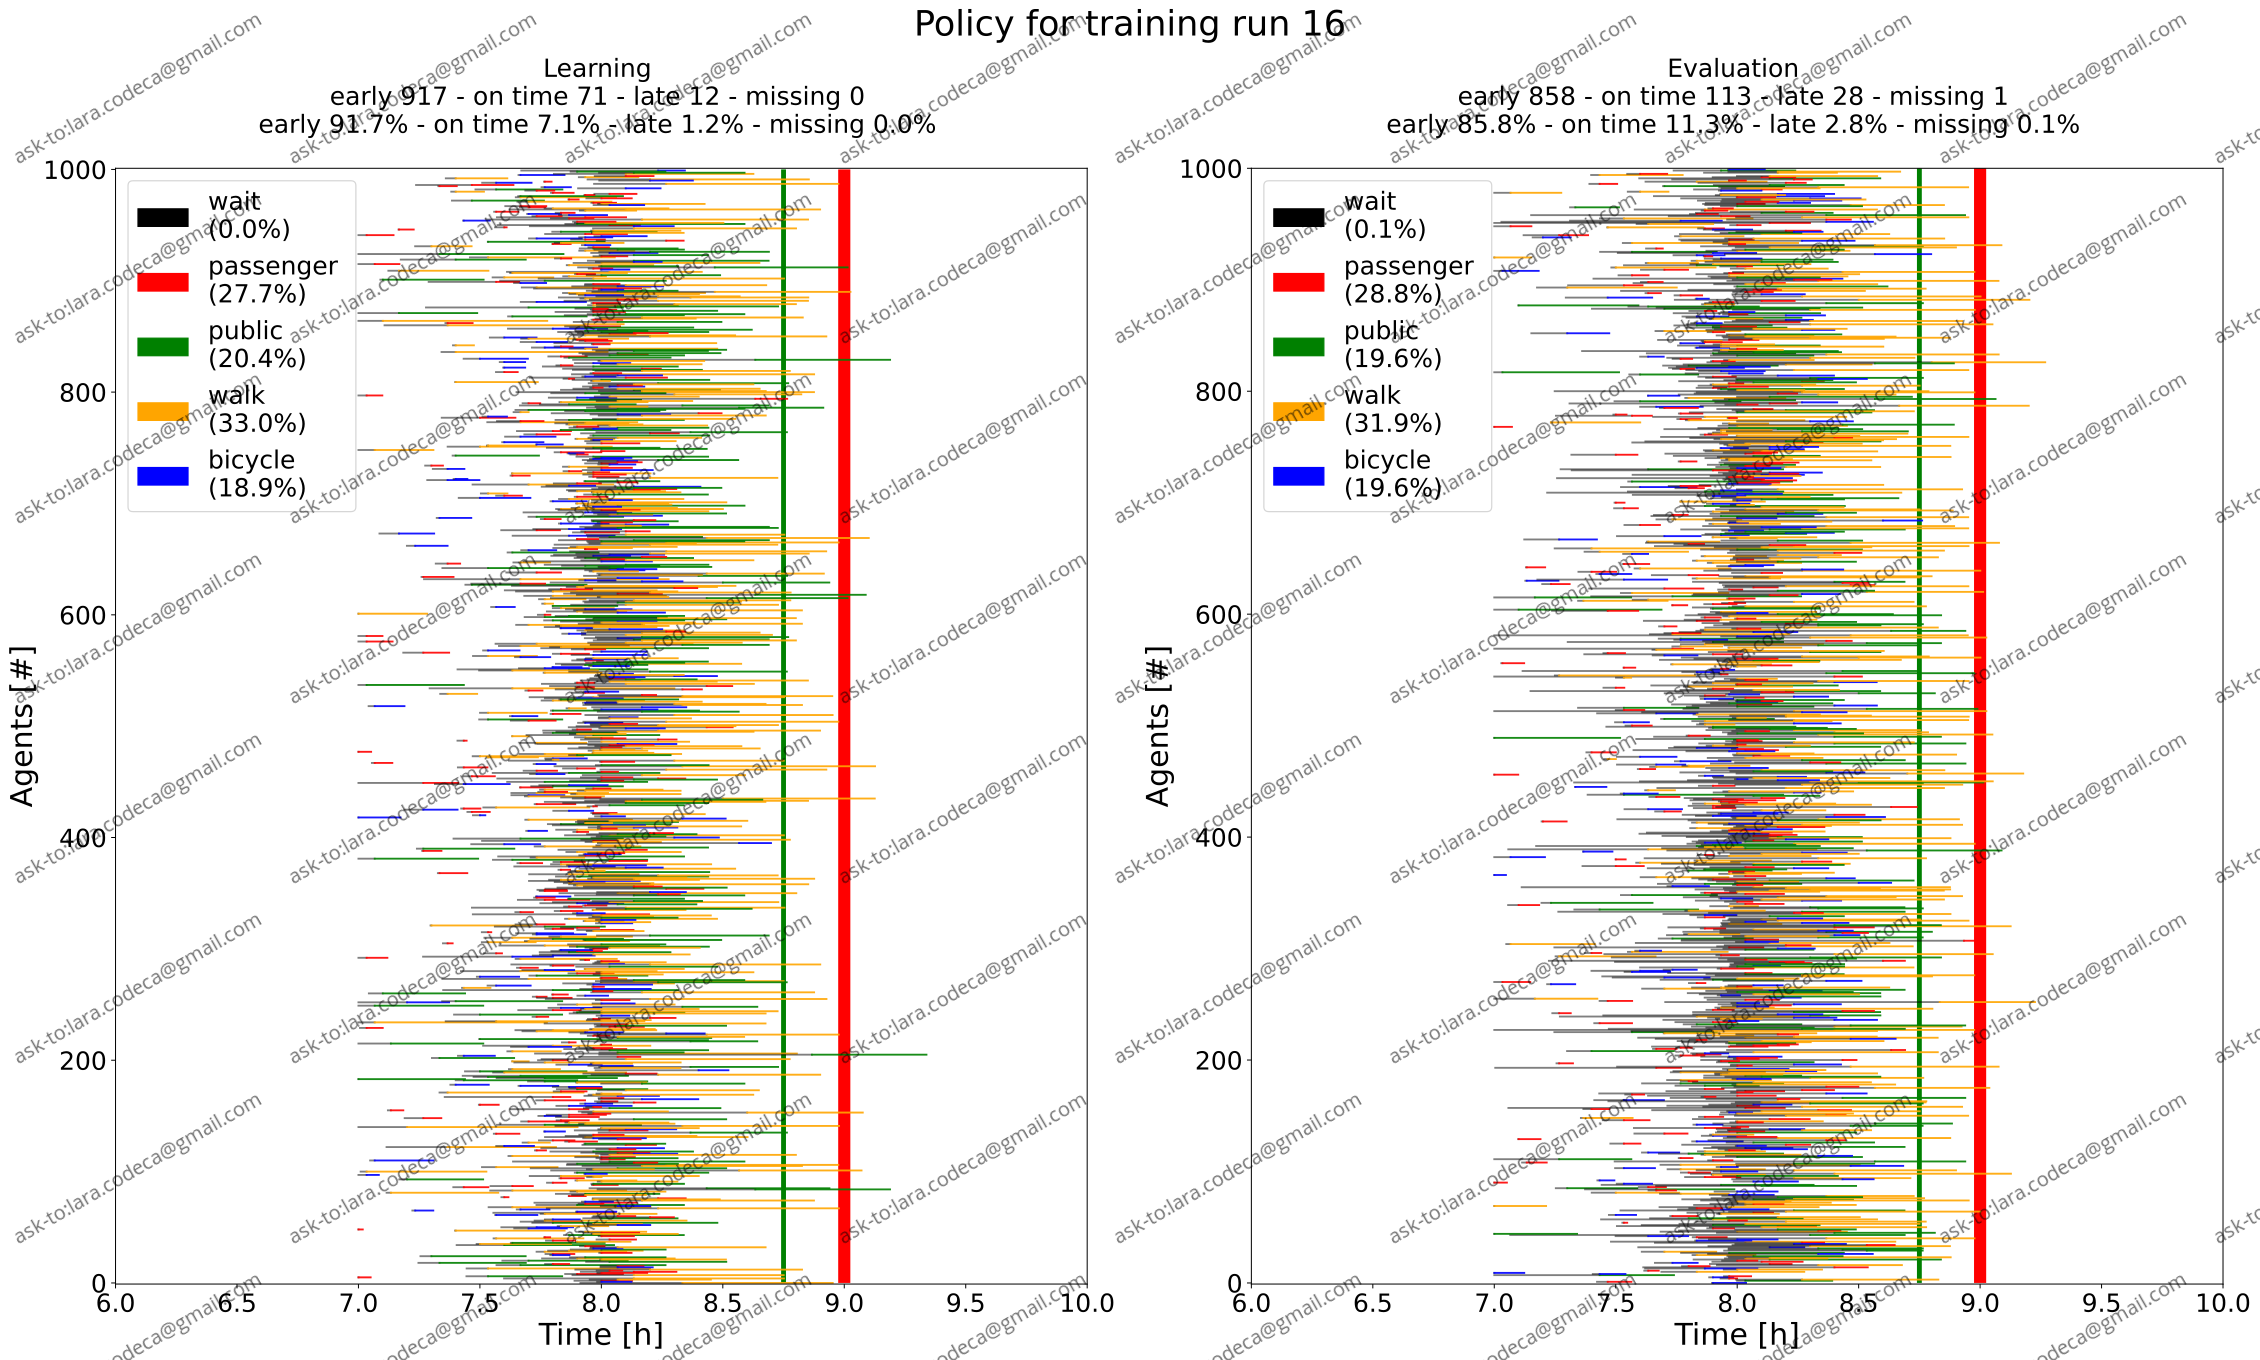 Policy for training run 16
Learning
early 917 - on time 71 - late 12 - missing 0
early 91.7% - on time 7.1% - late 1.2% - missing 0.0%
Evaluation
early 858 - on time 113 - late 28 - missing 1
early 85.8% - on time 11.3% - late 2.8% - missing 0.1%
wait
(0.0%)
passenger
(27.7%)
public
(20.4%)
walk
(33.0%)
bicycle
(18.9%)
wait
(0.1%)
passenger
(28.8%)
public
(19.6%)
walk
(31.9%)
bicycle
(19.6%)
1000
800
600
400
200
0
Agents [#]
6.0 6.5 7.0 7.5 8.0 8.5 9.0 9.5 10.0
Time [h]
1000
800
600
400
200
0
Agents [#]
6.0 6.5 7.0 7.5 8.0 8.5 9.0 9.5 10.0
Time [h]
ask-to:lara.codeca@gmail.com